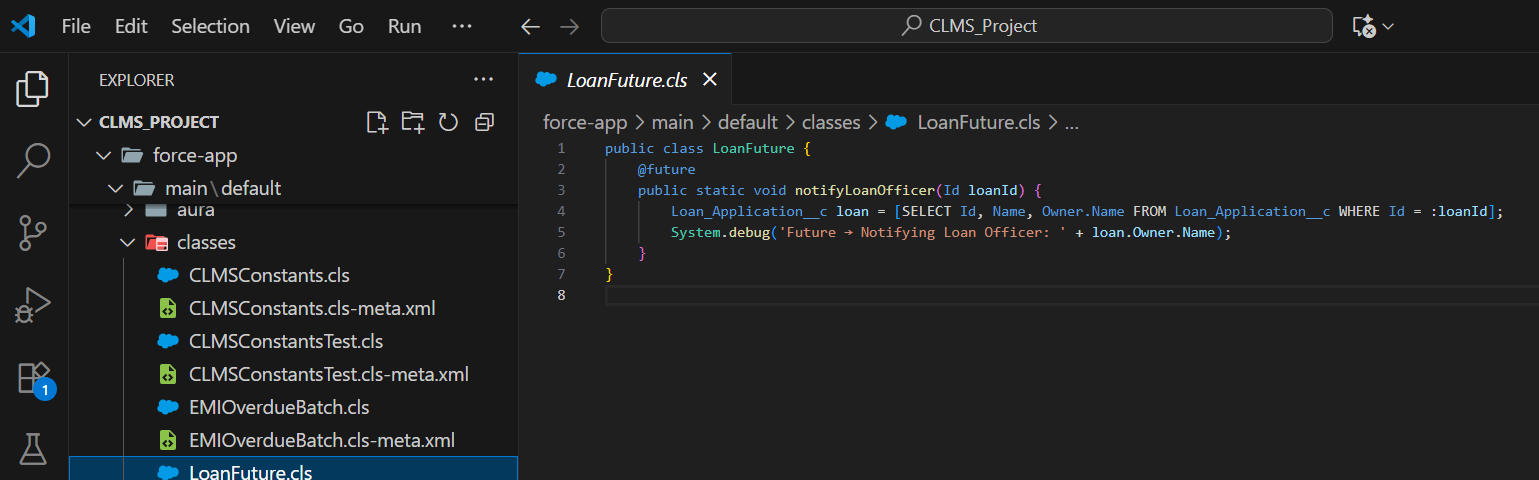 File Edit Selection View Go Run ... CLMS_Project
EXPLORER ...
LoanFuture.cls
CLMS_PROJECT
force-app > main > default > classes > LoanFuture.cls > ...
force-app
main\default
aura
classes
CLMSConstants.cls
CLMSConstants.cls-meta.xml
CLMSConstantsTest.cls
CLMSConstantsTest.cls-meta.xml
EMIOverdueBatch.cls
EMIOverdueBatch.cls-meta.xml
LoanFuture.cls
1
1 public class LoanFuture {
2 @future
3 public static void notifyLoanOfficer(Id loanId) {
4 Loan_Application__c loan = [SELECT Id, Name, Owner.Name FROM Loan_Application__c WHERE Id = :loanId];
5 System.debug('Future → Notifying Loan Officer: ' + loan.Owner.Name);
6 }
7 }
8